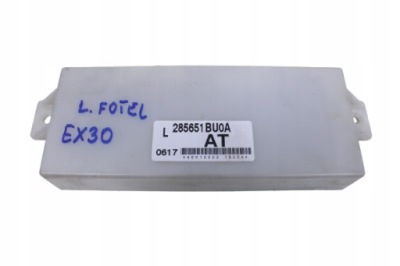 L. FOTEL
EX30
L 285651BU0A
0617 AT